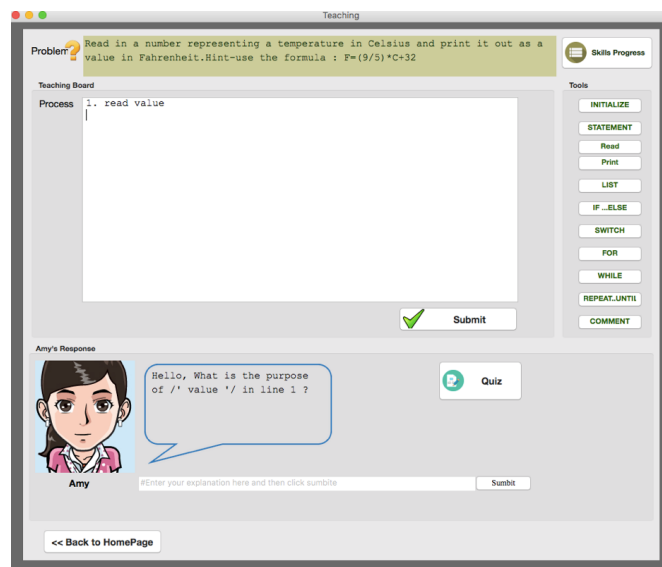 Teaching
Problem
Read in a number representing a temperature in Celsius and print it out as a
value in Fahrenheit.Hint-use the formula : F=(9/5)*C+32
Skills Progress
Teaching Board
Tools
Process
1. read value
INITIALIZE
STATEMENT
Read
Print
LIST
IF ...ELSE
SWITCH
FOR
WHILE
REPEAT..UNTIL
COMMENT
Submit
Amy's Response
Hello, What is the purpose
of /' value '/ in line 1 ?
Quiz
Amy
#Enter your explanation here and then click sumbite
Sumbit
<< Back to HomePage